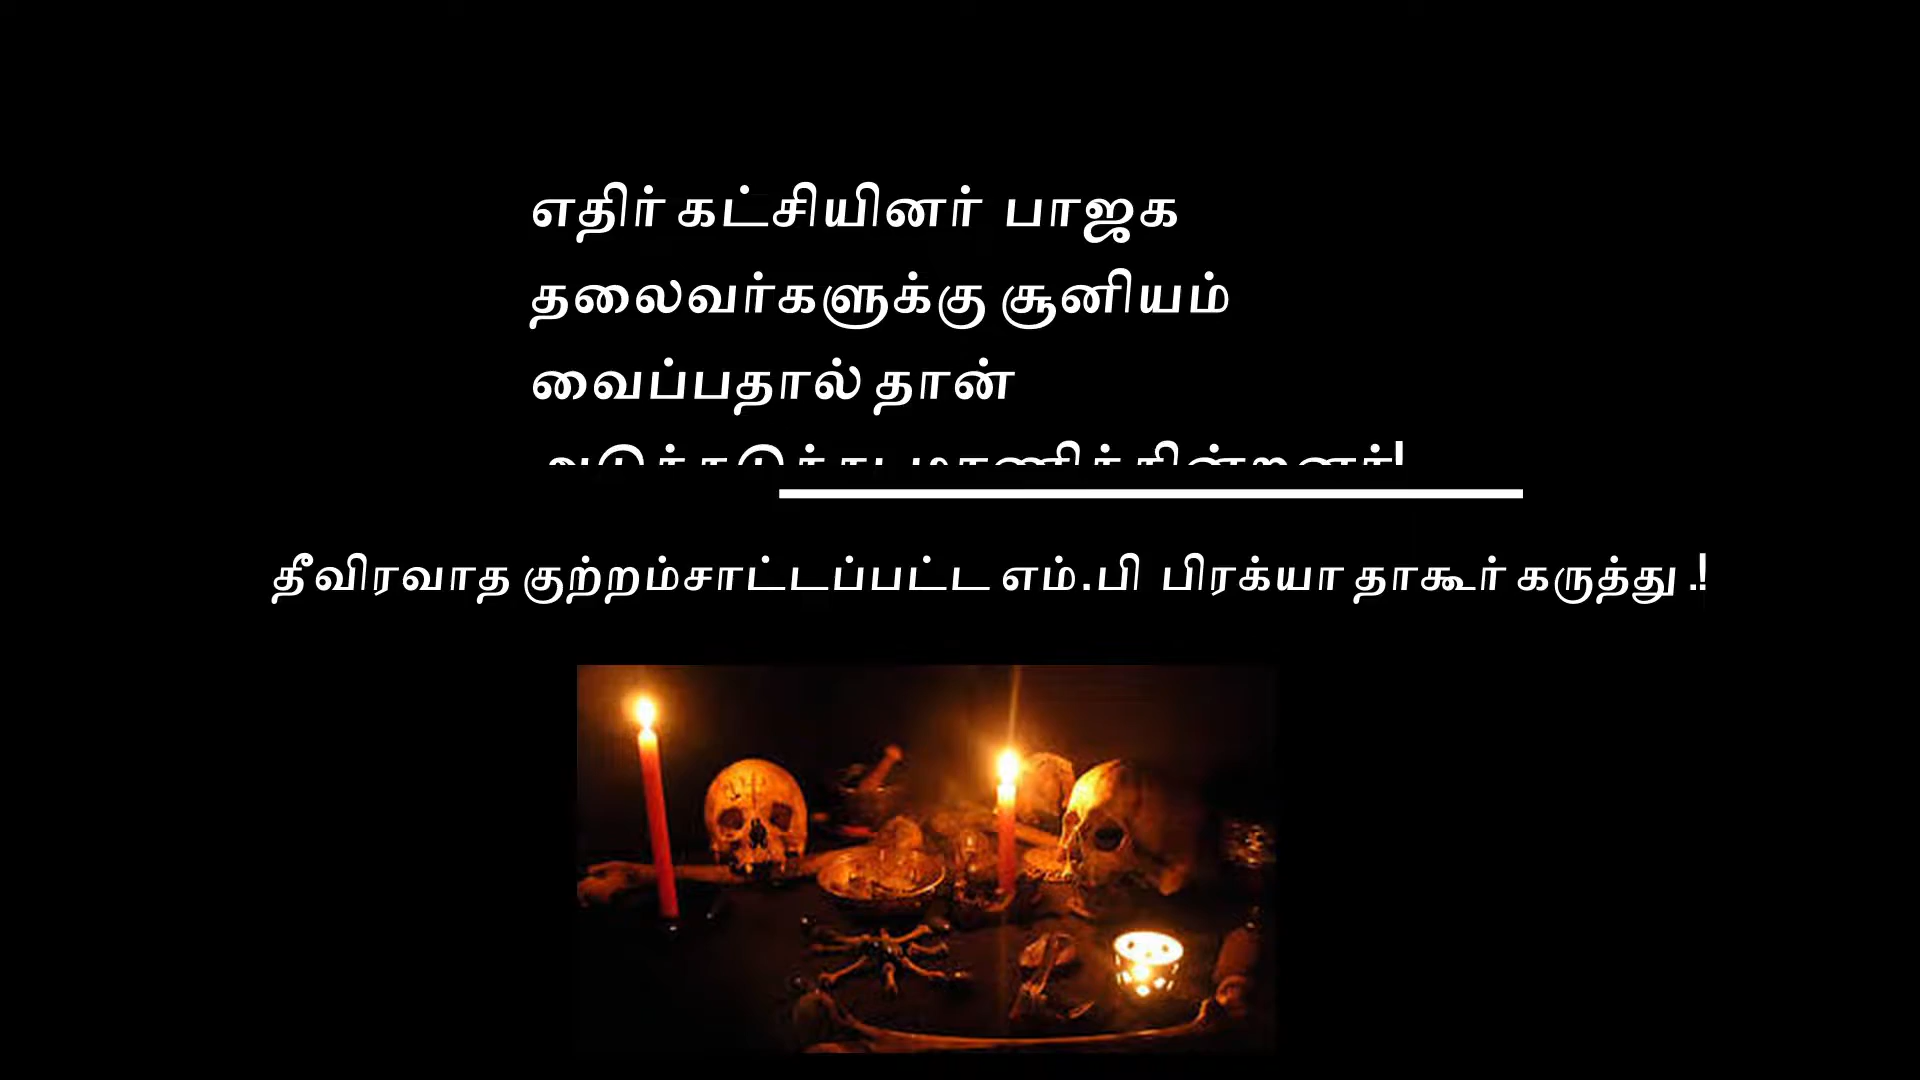 எதிர் கட்சியினர் பாஜக
தலைவர்களுக்கு சூனியம்
வைப்பதால் தான்
தீவிரவாத குற்றம்சாட்டப்பட்ட எம்.பி பிரக்யா தாகூர் கருத்து .!